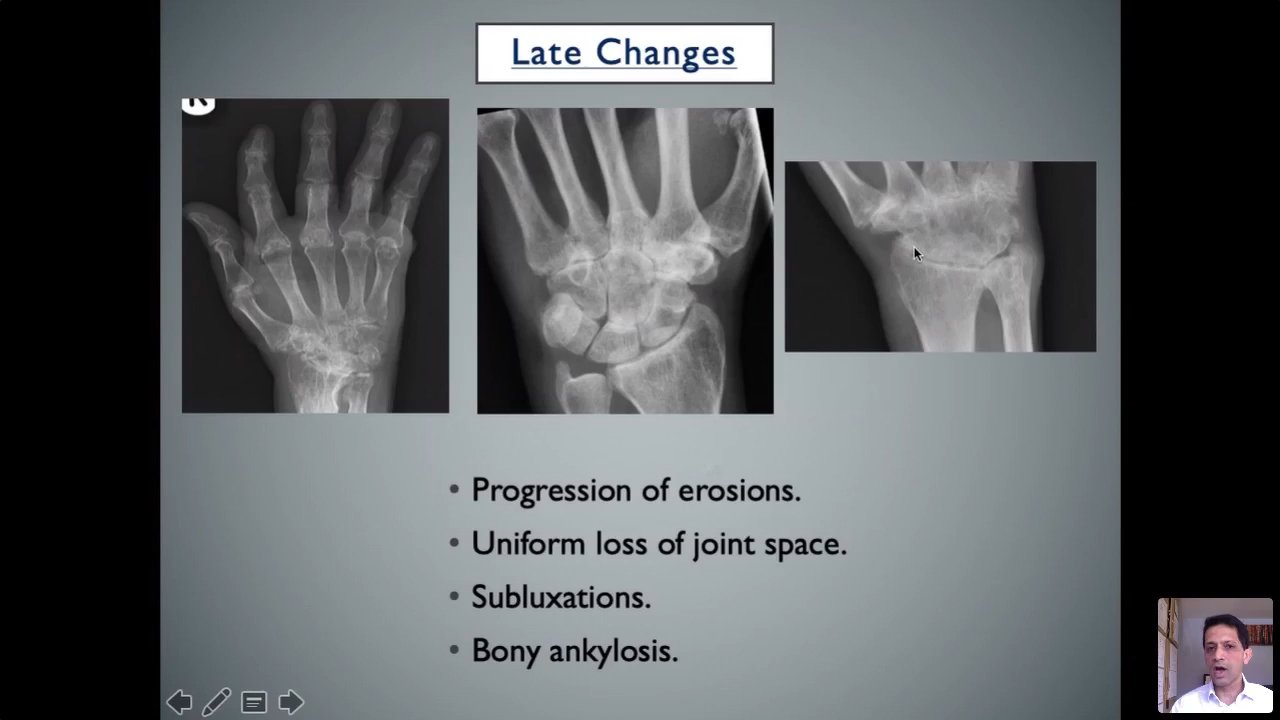 Late Changes
R
• Progression of erosions.
• Uniform loss of joint space.
• Subluxations.
• Bony ankylosis.